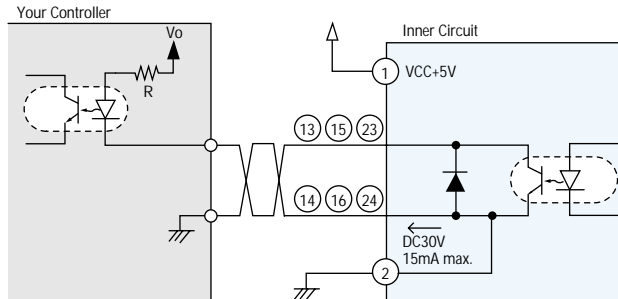 Your Controller
Vo
R
Inner Circuit
1 VCC+5V
13 15 23
14 16 24
DC30V
15mA max.
2